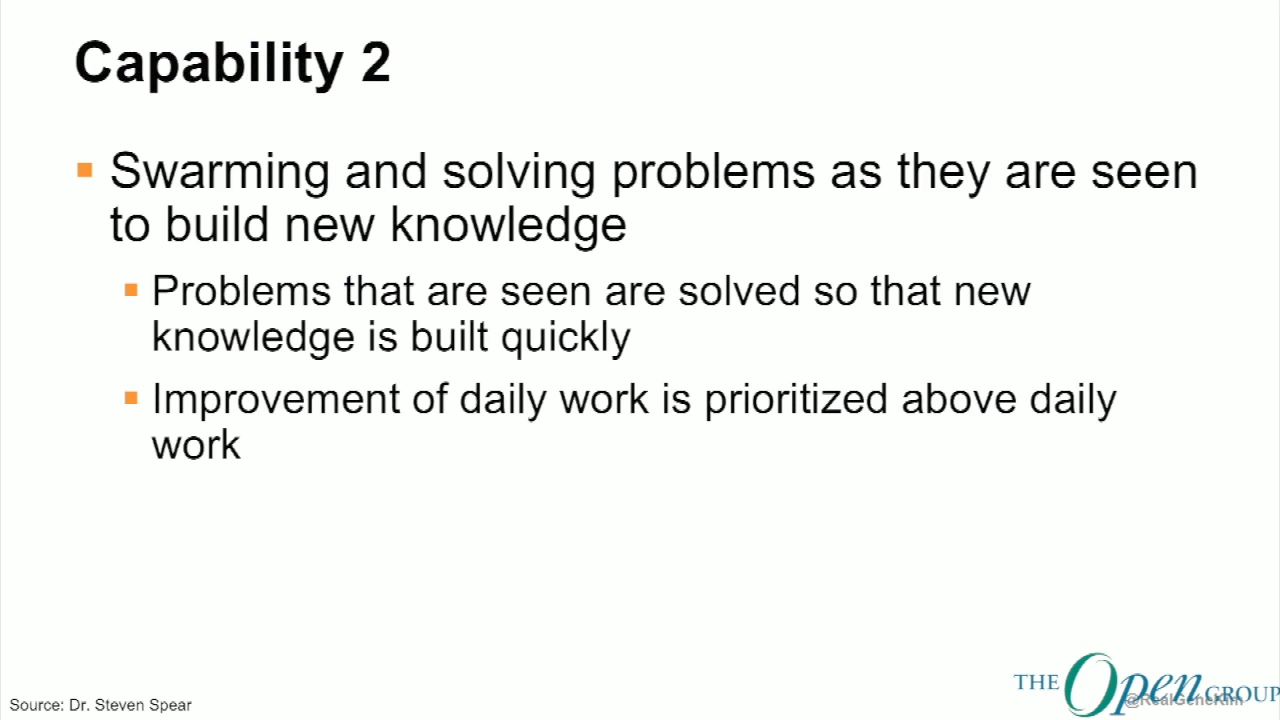 Capability 2
Swarming and solving problems as they are seen
to build new knowledge
Problems that are seen are solved so that new
knowledge is built quickly
Improvement of daily work is prioritized above daily
work
THE Open GROUP
@RealGeneKim
Source: Dr. Steven Spear